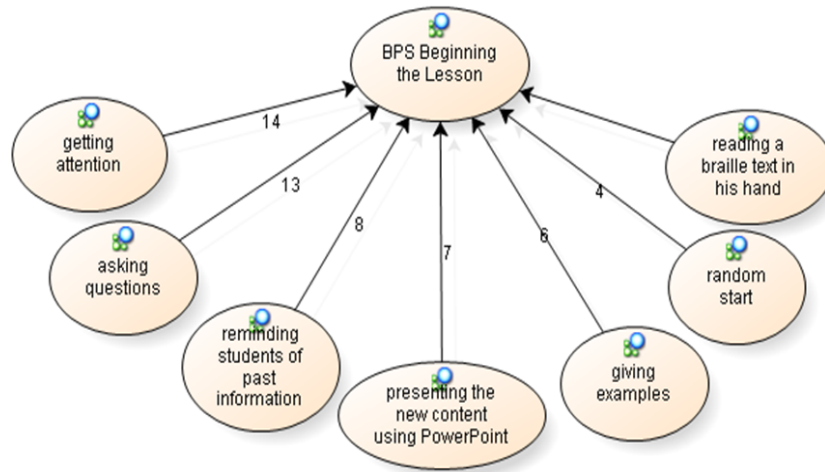 BPS Beginning
the Lesson
getting
attention
14
asking
questions
13
reminding
students of
past
information
8
presenting the
new content
using PowerPoint
7
giving
examples
6
random
start
4
reading a
braille text in
his hand